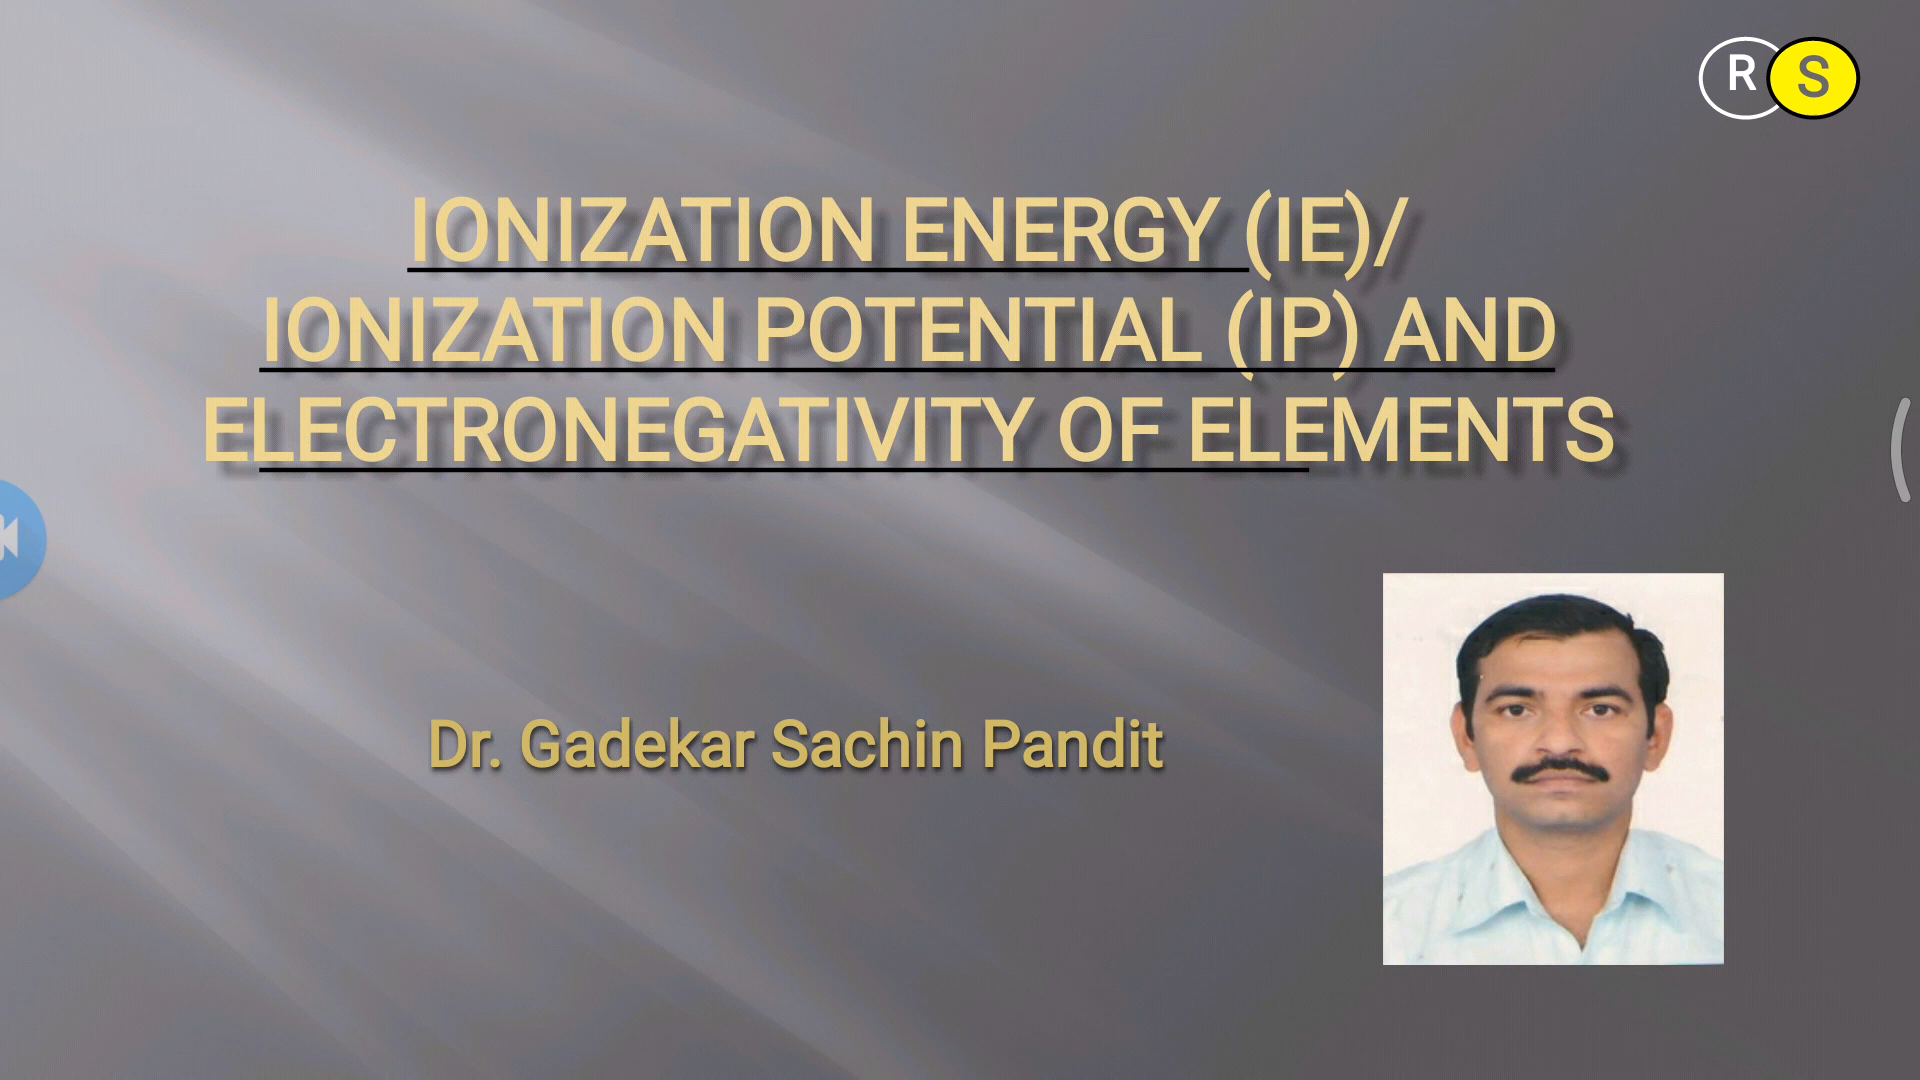 R S
IONIZATION ENERGY (IE)/
IONIZATION POTENTIAL (IP) AND
ELECTRONEGATIVITY OF ELEMENTS
Dr. Gadekar Sachin Pandit